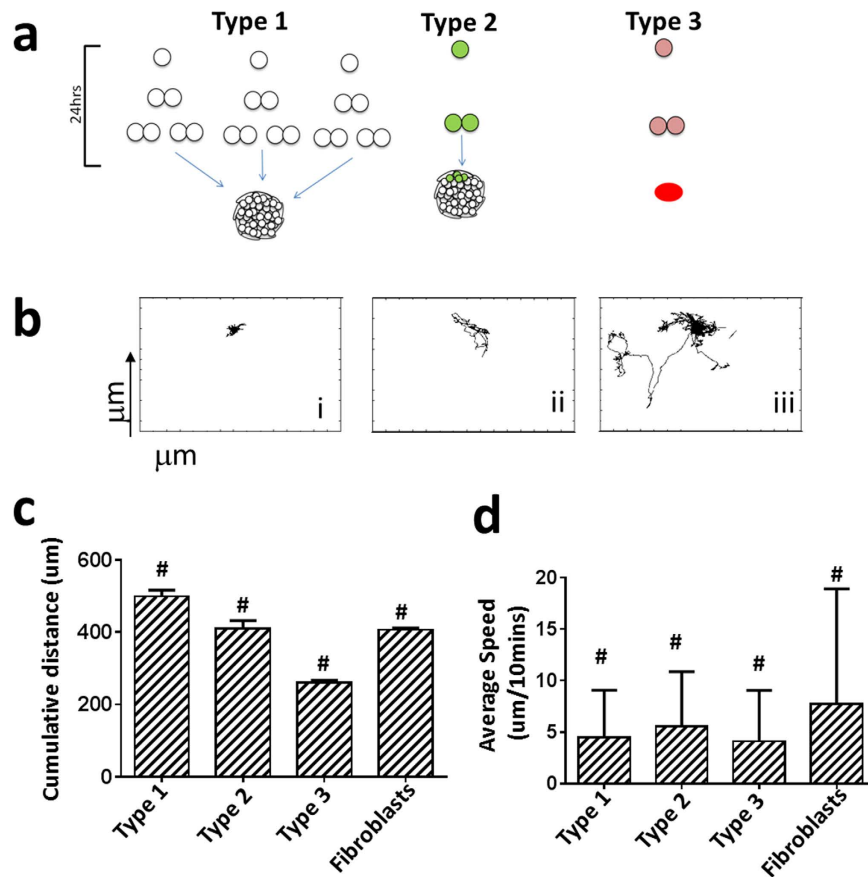 a
Type 1 Type 2 Type 3
24hrs
b
μm
μm
i
ii
iii
c
Cumulative distance (um)
600
400
200
0
# # # #
Type 1 Type 2 Type 3 Fibroblasts
d
Average Speed
(um/10mins)
20
15
10
5
0
# # # #
Type 1 Type 2 Type 3 Fibroblasts